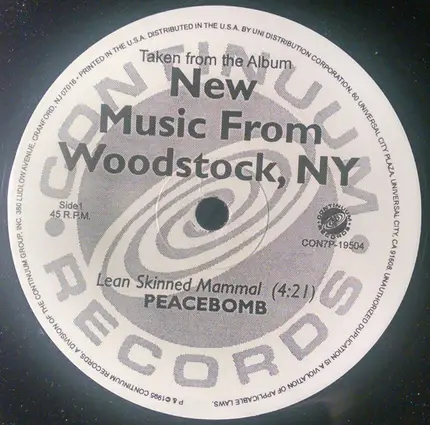 CONTINUUM
• RECORDS •
Taken from the Album
New
Music From
Woodstock, NY
Side1
45 R.P.M.
CONTINUUM
RECORDS
CON7P-19504
Lean Skinned Mammal (4:21)
PEACEBOMB
P & ©1995 CONTINUUM RECORDS, A DIVISION OF THE CONTINUUM GROUP, INC. 380 LUDLOW AVENUE, CRANFORD, NJ 07016 • PRINTED IN THE U.S.A. DISTRIBUTED IN THE U.S.A. BY UNI DISTRIBUTION CORPORATION, 60 UNIVERSAL CITY PLAZA, UNIVERSAL CITY, CA 91608. UNAUTHORIZED DUPLICATION IS A VIOLATION OF APPLICABLE LAWS.